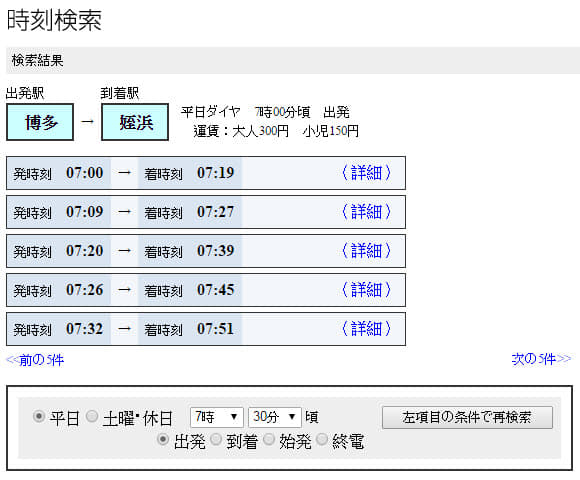 時刻検索
検索結果
出発駅 到着駅
博多 → 姪浜 平日ダイヤ 7時00分頃 出発
運賃:大人300円 小児150円
発時刻 07:00 → 着時刻 07:19 (詳細)
発時刻 07:09 → 着時刻 07:27 (詳細)
発時刻 07:20 → 着時刻 07:39 (詳細)
発時刻 07:26 → 着時刻 07:45 (詳細)
発時刻 07:32 → 着時刻 07:51 (詳細)
<<前の5件 次の5件>>
平日 土曜・休日 7時 30分 頃 左項目の条件で再検索
出発 到着 始発 終電